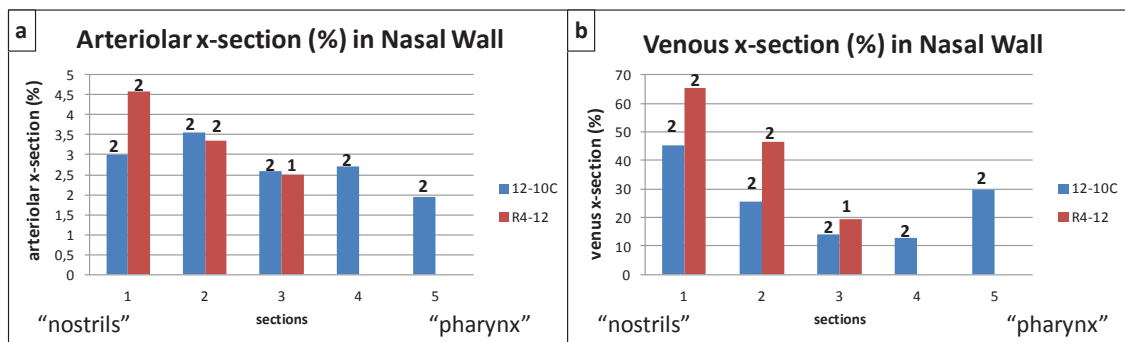 a
Arteriolar x-section (%) in Nasal Wall
arteriolar x-section (%)
5
4,5
4
3,5
3
2,5
2
1,5
1
0,5
0
2
2
2
2
2
1
2
2
1
2
3
4
5
sections
"nostrils"
"pharynx"
12-10C
R4-12
b
Venous x-section (%) in Nasal Wall
venus x-section (%)
70
60
50
40
30
20
10
0
2
2
2
2
2
1
2
2
1
2
3
4
5
sections
"nostrils"
"pharynx"
12-10C
R4-12